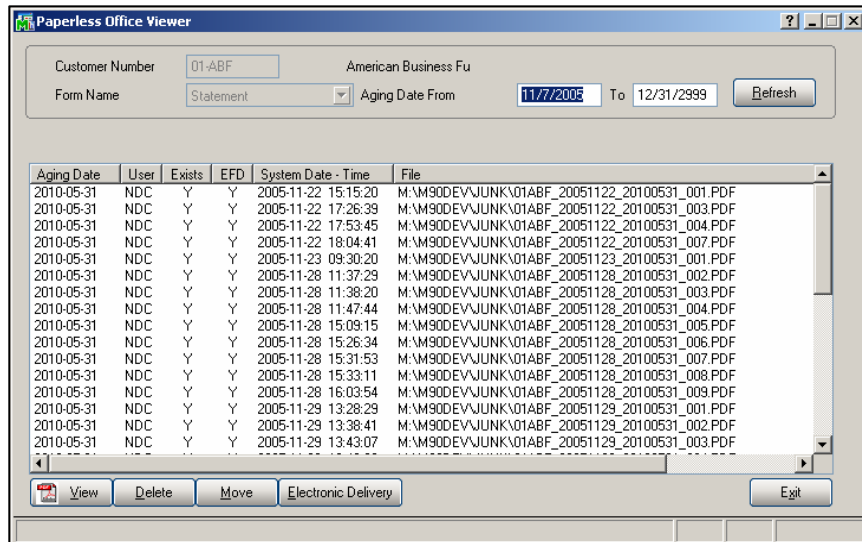 Paperless Office Viewer
Customer Number 01-ABF American Business Fu
Form Name Statement Aging Date From 11/7/2005 To 12/31/2999 Refresh
Aging Date User Exists EFD System Date - Time File
2010-05-31 NDC Y Y 2005-11-22 15:15:20 M:\M90DEV\JUNK\01ABF_20051122_20100531_001.PDF
2010-05-31 NDC Y Y 2005-11-22 17:26:39 M:\M90DEV\JUNK\01ABF_20051122_20100531_003.PDF
2010-05-31 NDC Y Y 2005-11-22 17:53:45 M:\M90DEV\JUNK\01ABF_20051122_20100531_004.PDF
2010-05-31 NDC Y Y 2005-11-22 18:04:41 M:\M90DEV\JUNK\01ABF_20051122_20100531_007.PDF
2010-05-31 NDC Y Y 2005-11-23 09:30:20 M:\M90DEV\JUNK\01ABF_20051123_20100531_001.PDF
2010-05-31 NDC Y Y 2005-11-28 11:37:29 M:\M90DEV\JUNK\01ABF_20051128_20100531_002.PDF
2010-05-31 NDC Y Y 2005-11-28 11:38:20 M:\M90DEV\JUNK\01ABF_20051128_20100531_003.PDF
2010-05-31 NDC Y Y 2005-11-28 11:47:44 M:\M90DEV\JUNK\01ABF_20051128_20100531_004.PDF
2010-05-31 NDC Y Y 2005-11-28 15:09:15 M:\M90DEV\JUNK\01ABF_20051128_20100531_005.PDF
2010-05-31 NDC Y Y 2005-11-28 15:26:34 M:\M90DEV\JUNK\01ABF_20051128_20100531_006.PDF
2010-05-31 NDC Y Y 2005-11-28 15:31:53 M:\M90DEV\JUNK\01ABF_20051128_20100531_007.PDF
2010-05-31 NDC Y Y 2005-11-28 15:33:11 M:\M90DEV\JUNK\01ABF_20051128_20100531_008.PDF
2010-05-31 NDC Y Y 2005-11-28 16:03:54 M:\M90DEV\JUNK\01ABF_20051128_20100531_009.PDF
2010-05-31 NDC Y Y 2005-11-29 13:28:29 M:\M90DEV\JUNK\01ABF_20051129_20100531_001.PDF
2010-05-31 NDC Y Y 2005-11-29 13:38:41 M:\M90DEV\JUNK\01ABF_20051129_20100531_002.PDF
2010-05-31 NDC Y Y 2005-11-29 13:43:07 M:\M90DEV\JUNK\01ABF_20051129_20100531_003.PDF
View Delete Move Electronic Delivery Exit